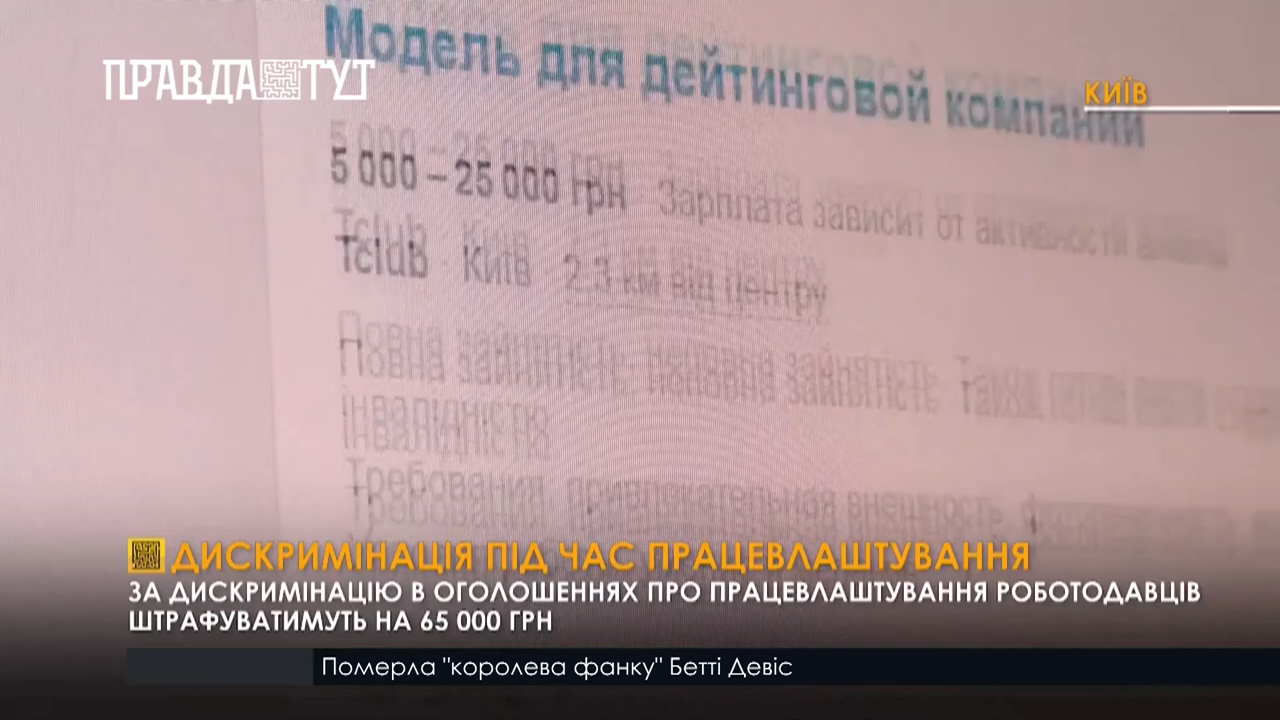 ПРАВДА ТУТ
КИЇВ
Модель для дейтинговой компании
5 000 – 25 000 грн Зарплата зависит от активности
Tclub Київ 2.3 км від центру
Повна зайнятість, неповна зайнятість. Також
інвалідністю
Требования привлекательная внешность,
ДИСКРИМІНАЦІЯ ПІД ЧАС ПРАЦЕВЛАШТУВАННЯ
ЗА ДИСКРИМІНАЦІЮ В ОГОЛОШЕННЯХ ПРО ПРАЦЕВЛАШТУВАННЯ РОБОТОДАВЦІВ
ШТРАФУВАТИМУТЬ НА 65 000 ГРН
Померла "королева фанку" Бетті Девіс